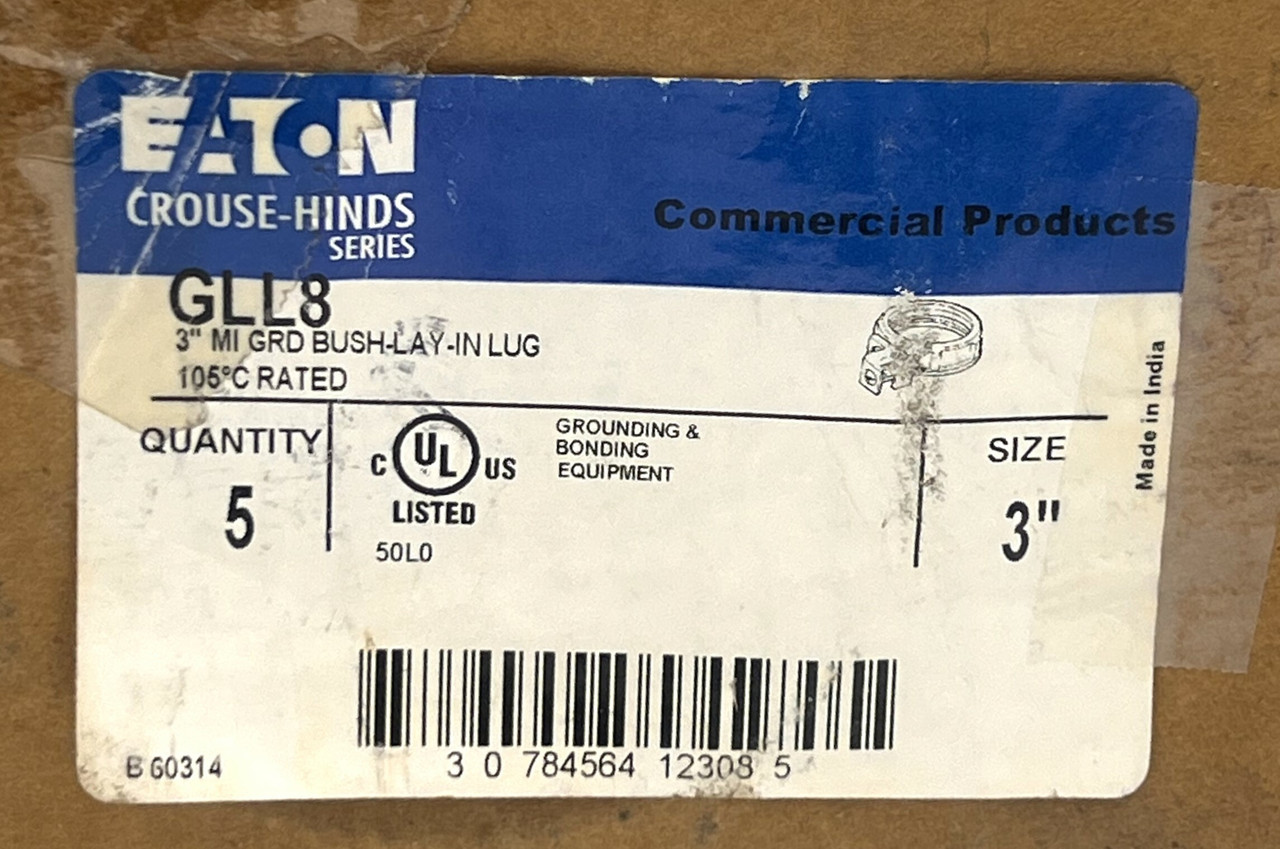 EATON
CROUSE-HINDS
SERIES
Commercial Products
GLL8
3" MI GRD BUSH-LAY-IN LUG
105°C RATED
Made in India
QUANTITY
5
C UL US
LISTED
50L0
GROUNDING &
BONDING
EQUIPMENT
SIZE
3"
3 0 784564 12308 5
B 60314